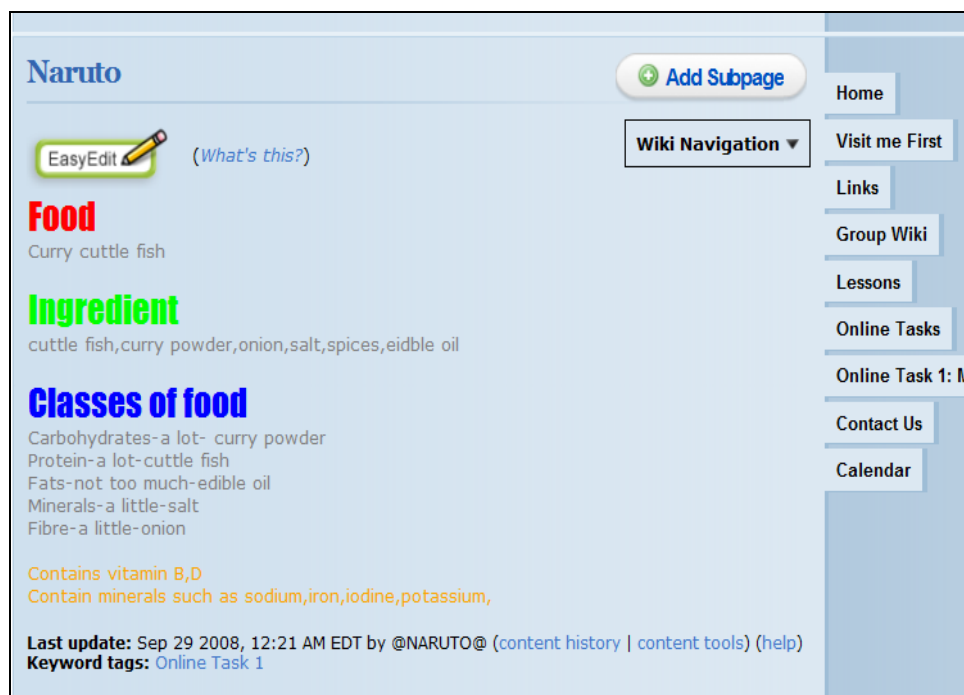 Naruto
Add Subpage
EasyEdit
(What's this?)
Wiki Navigation
Food
Curry cuttle fish
Ingredient
cuttle fish,curry powder,onion,salt,spices,eidble oil
Classes of food
Carbohydrates-a lot- curry powder
Protein-a lot-cuttle fish
Fats-not too much-edible oil
Minerals-a little-salt
Fibre-a little-onion
Contains vitamin B,D
Contain minerals such as sodium,iron,iodine,potassium,
Last update: Sep 29 2008, 12:21 AM EDT by @NARUTO@ (content history | content tools) (help)
Keyword tags: Online Task 1
Home
Visit me First
Links
Group Wiki
Lessons
Online Tasks
Online Task 1:
Contact Us
Calendar